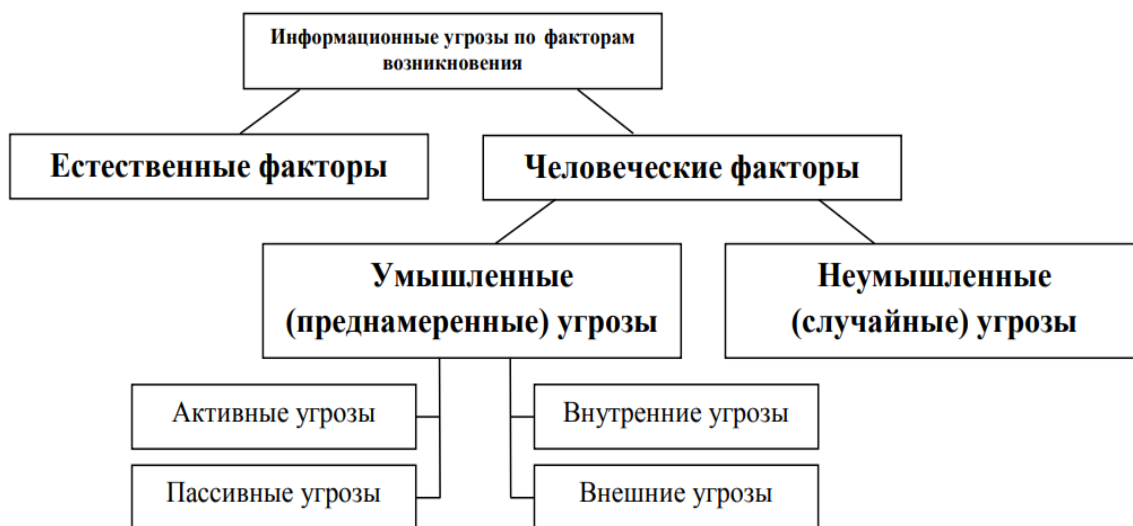 Информационные угрозы по факторам
возникновения
Естественные факторы
Человеческие факторы
Умышленные
(преднамеренные) угрозы
Неумышленные
(случайные) угрозы
Активные угрозы
Внутренние угрозы
Пассивные угрозы
Внешние угрозы